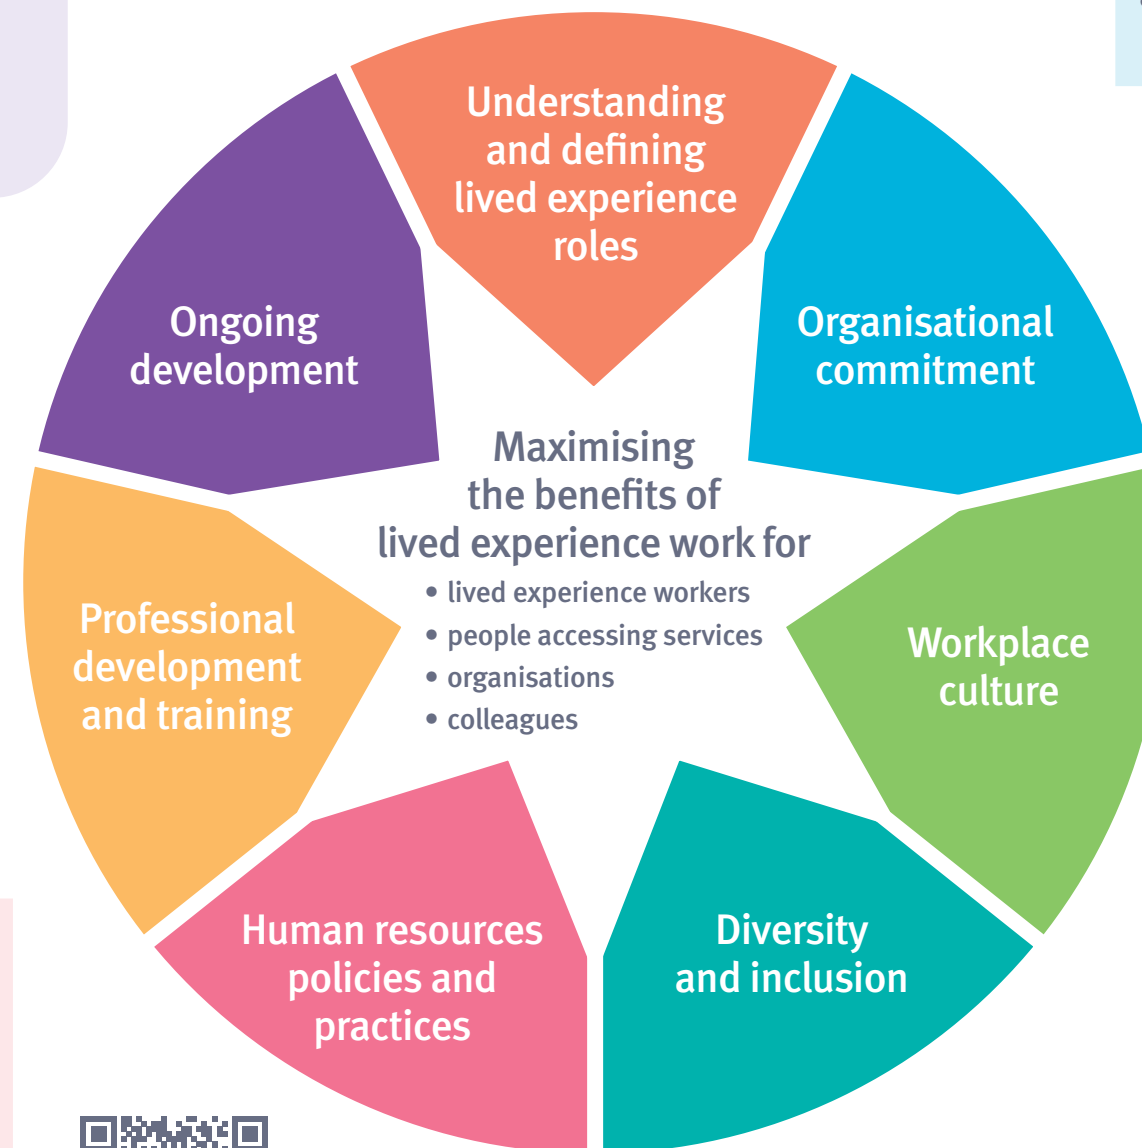 Understanding
and defining
lived experience
roles
Organisational
commitment
Workplace
culture
Diversity
and inclusion
Human resources
policies and
practices
Professional
development
and training
Ongoing
development
Maximising
the benefits of
lived experience work for
• lived experience workers
• people accessing services
• organisations
• colleagues